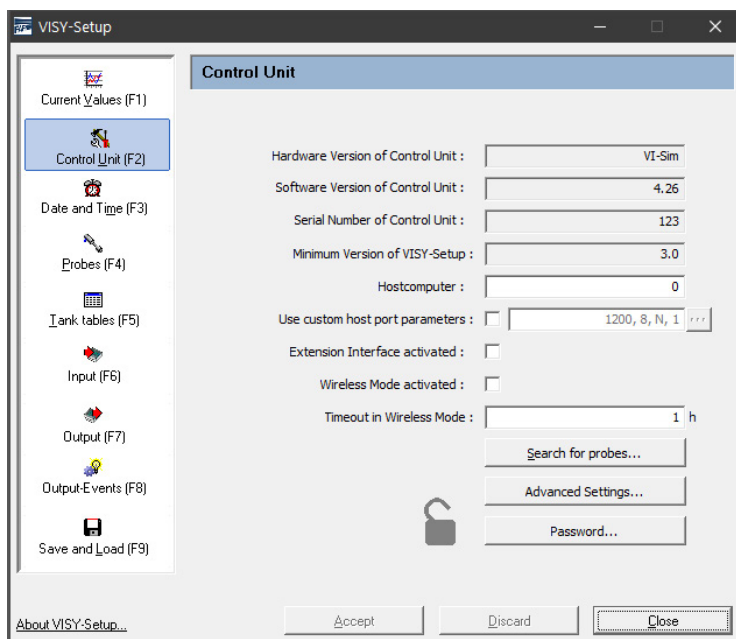 VISY-Setup
Current Values (F1)
Control Unit (F2)
Date and Time (F3)
Probes (F4)
Tank tables (F5)
Input (F6)
Output (F7)
Output-Events (F8)
Save and Load (F9)
About VISY-Setup...
Control Unit
Hardware Version of Control Unit : VI-Sim
Software Version of Control Unit : 4.26
Serial Number of Control Unit : 123
Minimum Version of VISY-Setup : 3.0
Hostcomputer : 0
Use custom host port parameters : 1200, 8, N, 1 ...
Extension Interface activated :
Wireless Mode activated :
Timeout in Wireless Mode : 1 h
Search for probes...
Advanced Settings...
Password...
Accept Discard Close